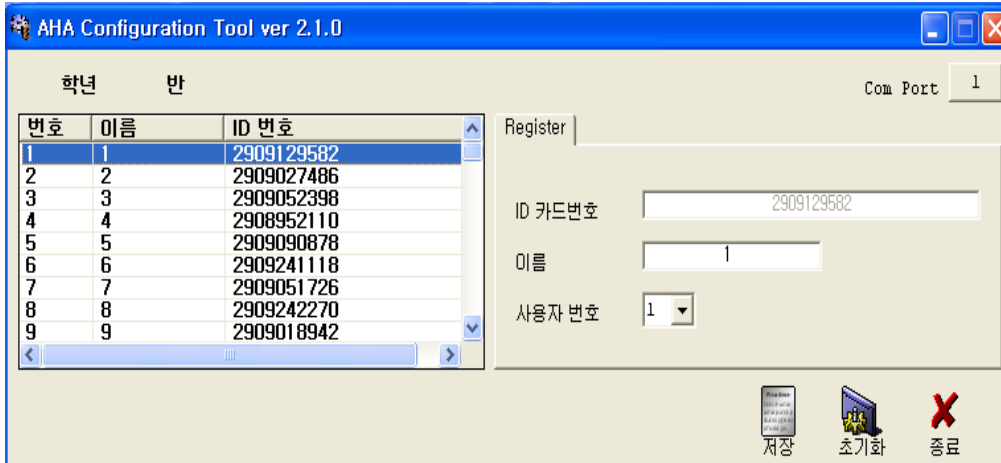 AHA Configuration Tool ver 2.1.0
학년 반
Com Port 1
번호 이름 ID 번호
1 1 2909129582
2 2 2909027486
3 3 2909052398
4 4 2908952110
5 5 2909090878
6 6 2909241118
7 7 2909051726
8 8 2909242270
9 9 2909018942
Register
ID 카드번호 2909129582
이름 1
사용자 번호 1
저장 초기화 종료